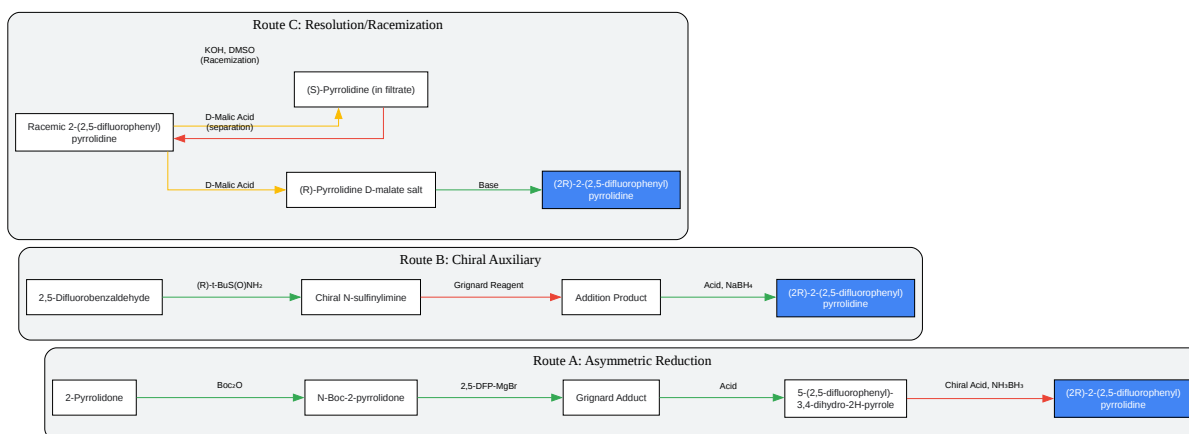 Route C: Resolution/Racemization
KOH, DMSO
(Racemization)
(S)-Pyrrolidine (in filtrate)
Racemic 2-(2,5-difluorophenyl)
pyrrolidine
D-Malic Acid
(separation)
D-Malic Acid
(R)-Pyrrolidine D-malate salt
Base
(2R)-2-(2,5-difluorophenyl)
pyrrolidine
Route B: Chiral Auxiliary
2,5-Difluorobenzaldehyde
(R)-t-BuS(O)NH₂
Chiral N-sulfinylimine
Grignard Reagent
Addition Product
Acid, NaBH₄
(2R)-2-(2,5-difluorophenyl)
pyrrolidine
Route A: Asymmetric Reduction
2-Pyrrolidone
Boc₂O
N-Boc-2-pyrrolidone
2,5-DFP-MgBr
Grignard Adduct
Acid
5-(2,5-difluorophenyl)-
3,4-dihydro-2H-pyrrole
Chiral Acid, NH₃BH₃
(2R)-2-(2,5-difluorophenyl)
pyrrolidine